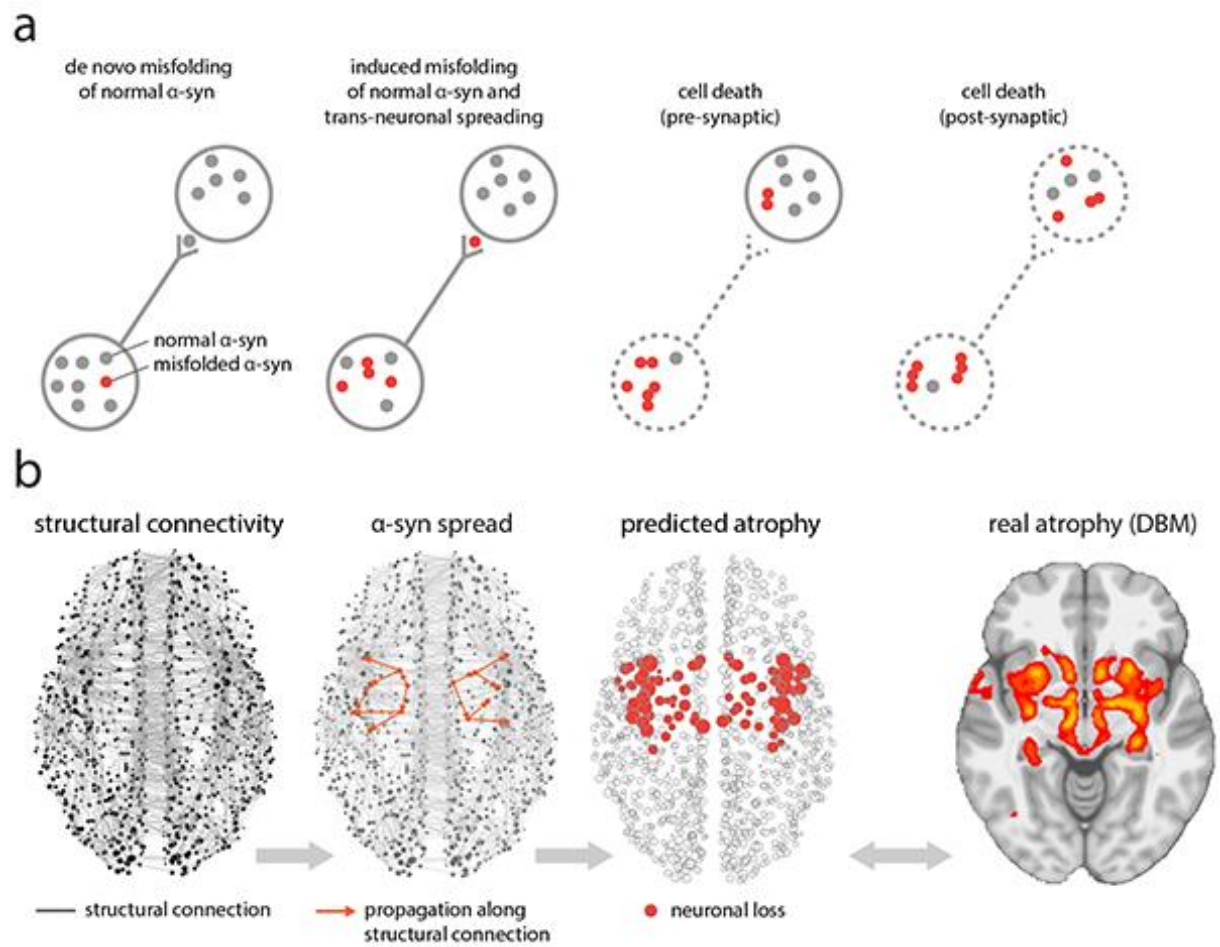 a
de novo misfolding
of normal α-syn
induced misfolding
of normal α-syn and
trans-neuronal spreading
cell death
(pre-synaptic)
cell death
(post-synaptic)
normal α-syn
misfolded α-syn
b
structural connectivity
α-syn spread
predicted atrophy
real atrophy (DBM)
structural connection
propagation along
structural connection
neuronal loss